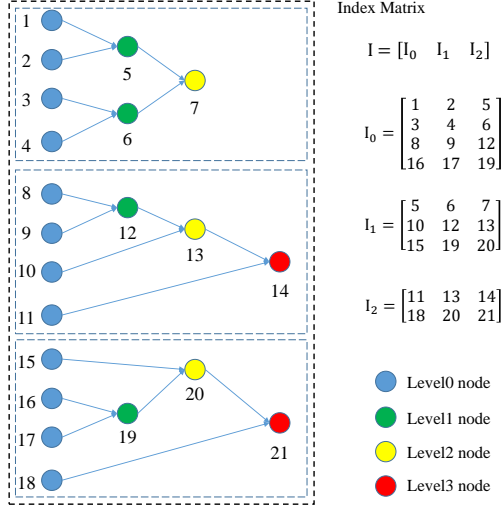 Index Matrix
I = [I₀ I₁ I₂]
1
2
3
4
5
6
7
I₀ = [1 2 5
3 4 6
8 9 12
16 17 19]
8
9
10
11
12
13
14
I₁ = [5 6 7
10 12 13
15 19 20]
I₂ = [11 13 14
18 20 21]
15
16
17
18
19
20
21
Level0 node
Level1 node
Level2 node
Level3 node